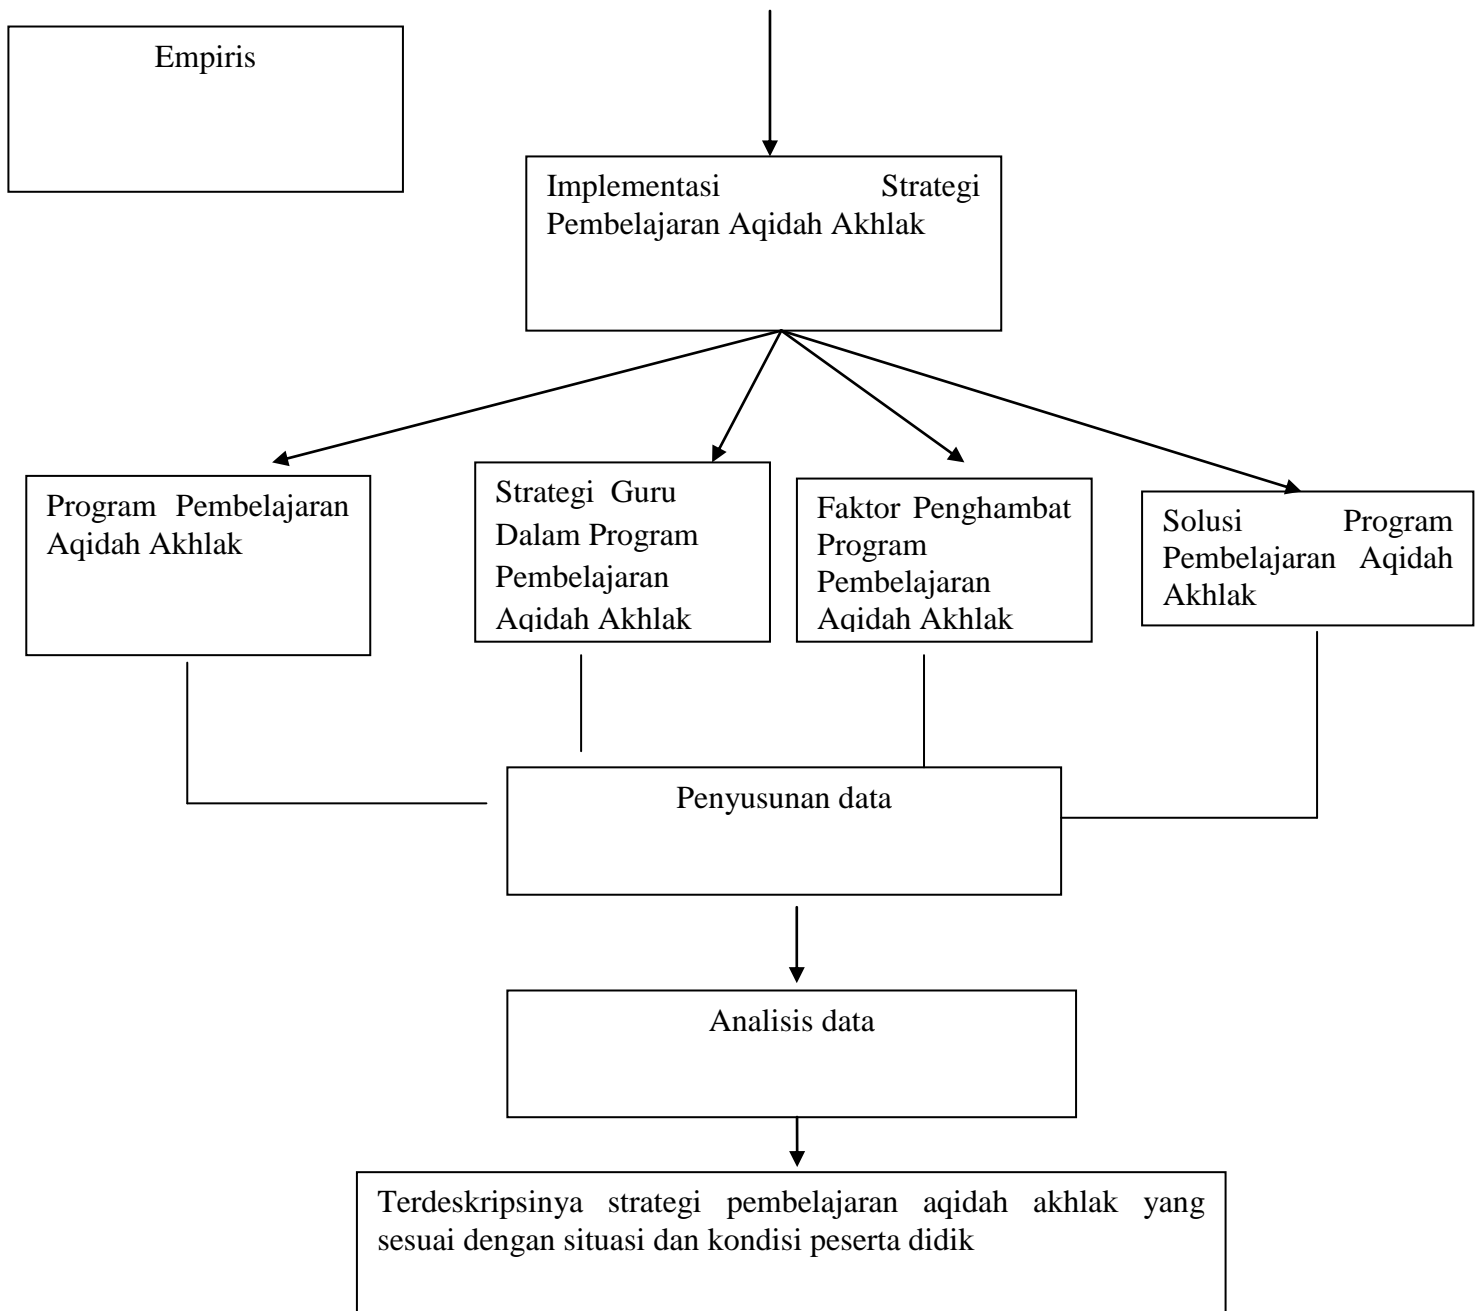 Empiris
Implementasi Strategi
Pembelajaran Aqidah Akhlak
Program Pembelajaran
Aqidah Akhlak
Strategi Guru
Dalam Program
Pembelajaran
Aqidah Akhlak
Faktor Penghambat
Program
Pembelajaran
Aqidah Akhlak
Solusi Program
Pembelajaran Aqidah
Akhlak
Penyusunan data
Analisis data
Terdeskripsinya strategi pembelajaran aqidah akhlak yang
sesuai dengan situasi dan kondisi peserta didik